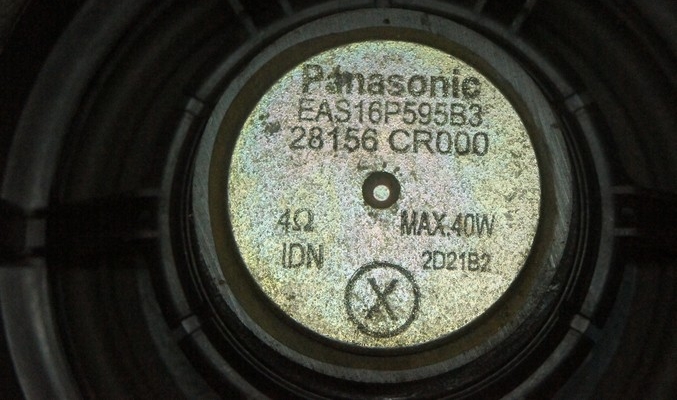 Panasonic
EAS16P595B3
28156 CR000
4Ω MAX.40W
IDN 2D21B2
X